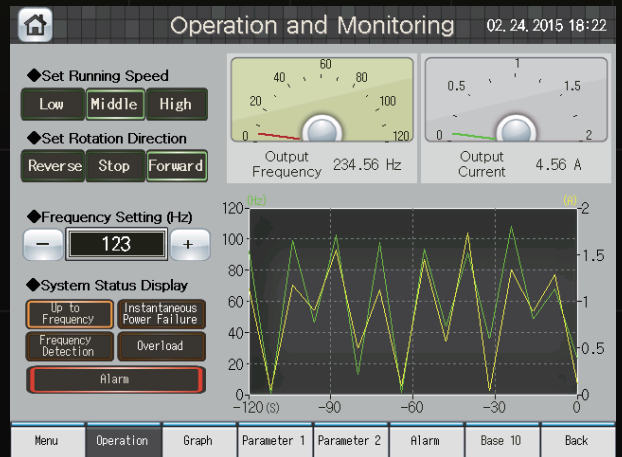 Operation and Monitoring
02. 24. 2015 18:22
◆Set Running Speed
Low Middle High
◆Set Rotation Direction
Reverse Stop Forward
◆Frequency Setting (Hz)
− 123 +
◆System Status Display
Up to
Frequency
Instantaneous
Power Failure
Frequency
Detection
Overload
Alarm
0 20 40 60 80 100 120
Output
Frequency
234.56 Hz
0 0.5 1 1.5 2
Output
Current
4.56 A
(Hz)
(A)
120
100
80
60
40
20
0
2
1.5
1
0.5
0
-120 (S) -90 -60 -30 0
Menu Operation Graph Parameter 1 Parameter 2 Alarm Base 10 Back